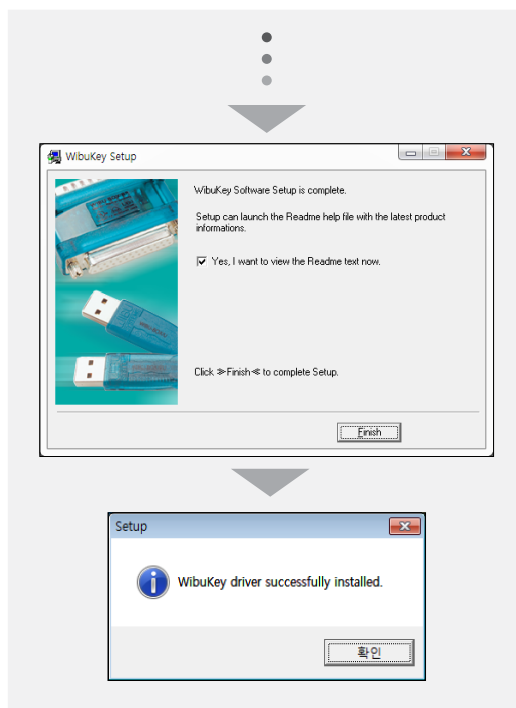 WibuKey Setup
WibuKey Software Setup is complete.
Setup can launch the Readme help file with the latest product
informations.
Yes, I want to view the Readme text now.
Click ≫Finish≪ to complete Setup.
Finish
Setup
WibuKey driver successfully installed.
확인